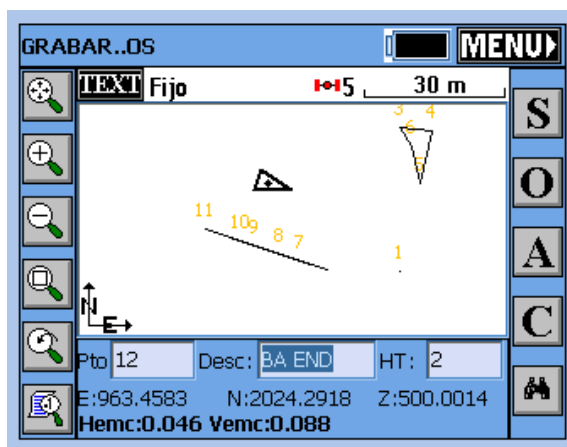 GRABAR..OS MENU
TEXT Fijo 5 30 m
S
O
A
C
3 4
6
5
11 10 9 8 7
1
N
E
Pto 12 Desc: BA END HT: 2
E:963.4583 N:2024.2918 Z:500.0014
Hemc:0.046 Vemc:0.088